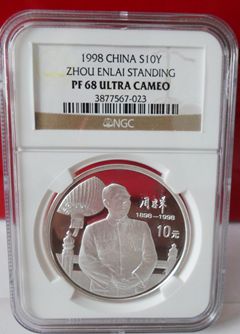 1998 CHINA S10Y
ZHOU ENLAI STANDING
PF 68 ULTRA CAMEO
3877567-023
NGC
周恩来
1898-1998
10元